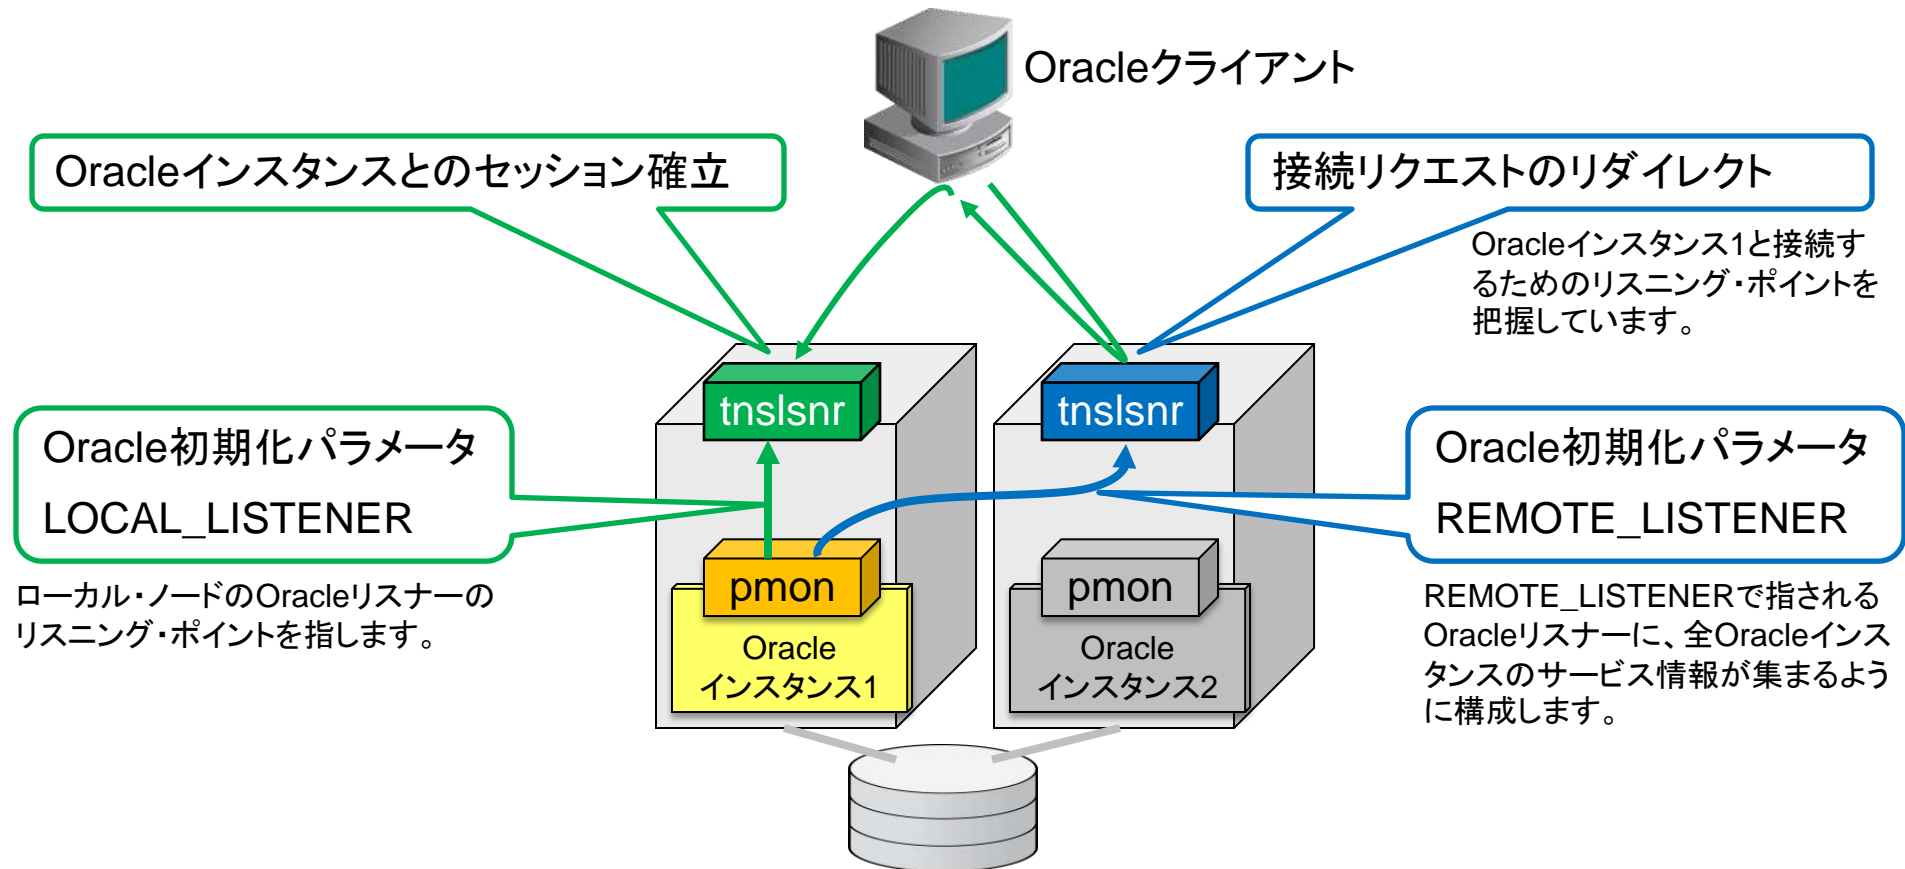 Oracleクライアント
Oracleインスタンスとのセッション確立
接続リクエストのリダイレクト
Oracleインスタンス1と接続す
るためのリスニング・ポイントを
把握しています。
tnslsnr
tnslsnr
Oracle初期化パラメータ
LOCAL_LISTENER
Oracle初期化パラメータ
REMOTE_LISTENER
ローカル・ノードのOracleリスナーの
リスニング・ポイントを指します。
pmon
Oracle
インスタンス1
pmon
Oracle
インスタンス2
REMOTE_LISTENERで指される
Oracleリスナーに、全Oracleインス
タンスのサービス情報が集まるよう
に構成します。